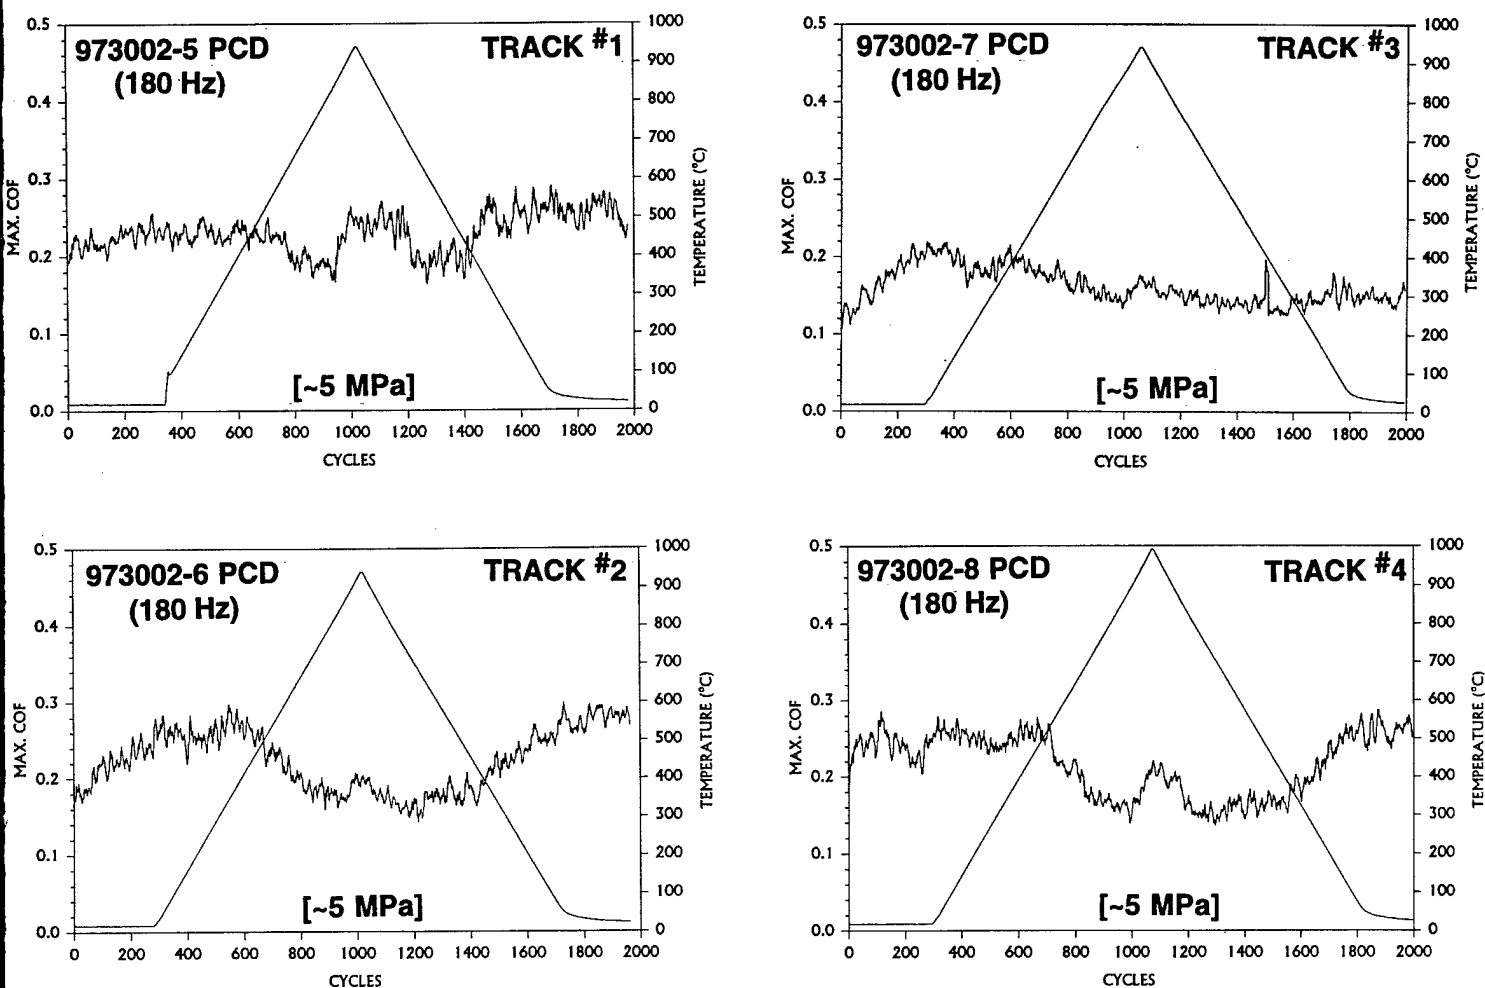 973002-5 PCD
(180 Hz)
TRACK #1
MAX. COF
0.5
0.4
0.3
0.2
0.1
0.0
1000
900
800
700
600
500
400
300
200
100
0
TEMPERATURE (°C)
[~5 MPa]
0 200 400 600 800 1000 1200 1400 1600 1800 2000
CYCLES
973002-7 PCD
(180 Hz)
TRACK #3
MAX. COF
0.5
0.4
0.3
0.2
0.1
0.0
1000
900
800
700
600
500
400
300
200
100
0
TEMPERATURE (°C)
[~5 MPa]
0 200 400 600 800 1000 1200 1400 1600 1800 2000
CYCLES
973002-6 PCD
(180 Hz)
TRACK #2
MAX. COF
0.5
0.4
0.3
0.2
0.1
0.0
1000
900
800
700
600
500
400
300
200
100
0
TEMPERATURE (°C)
[~5 MPa]
0 200 400 600 800 1000 1200 1400 1600 1800 2000
CYCLES
973002-8 PCD
(180 Hz)
TRACK #4
MAX. COF
0.5
0.4
0.3
0.2
0.1
0.0
1000
900
800
700
600
500
400
300
200
100
0
TEMPERATURE (°C)
[~5 MPa]
0 200 400 600 800 1000 1200 1400 1600 1800 2000
CYCLES